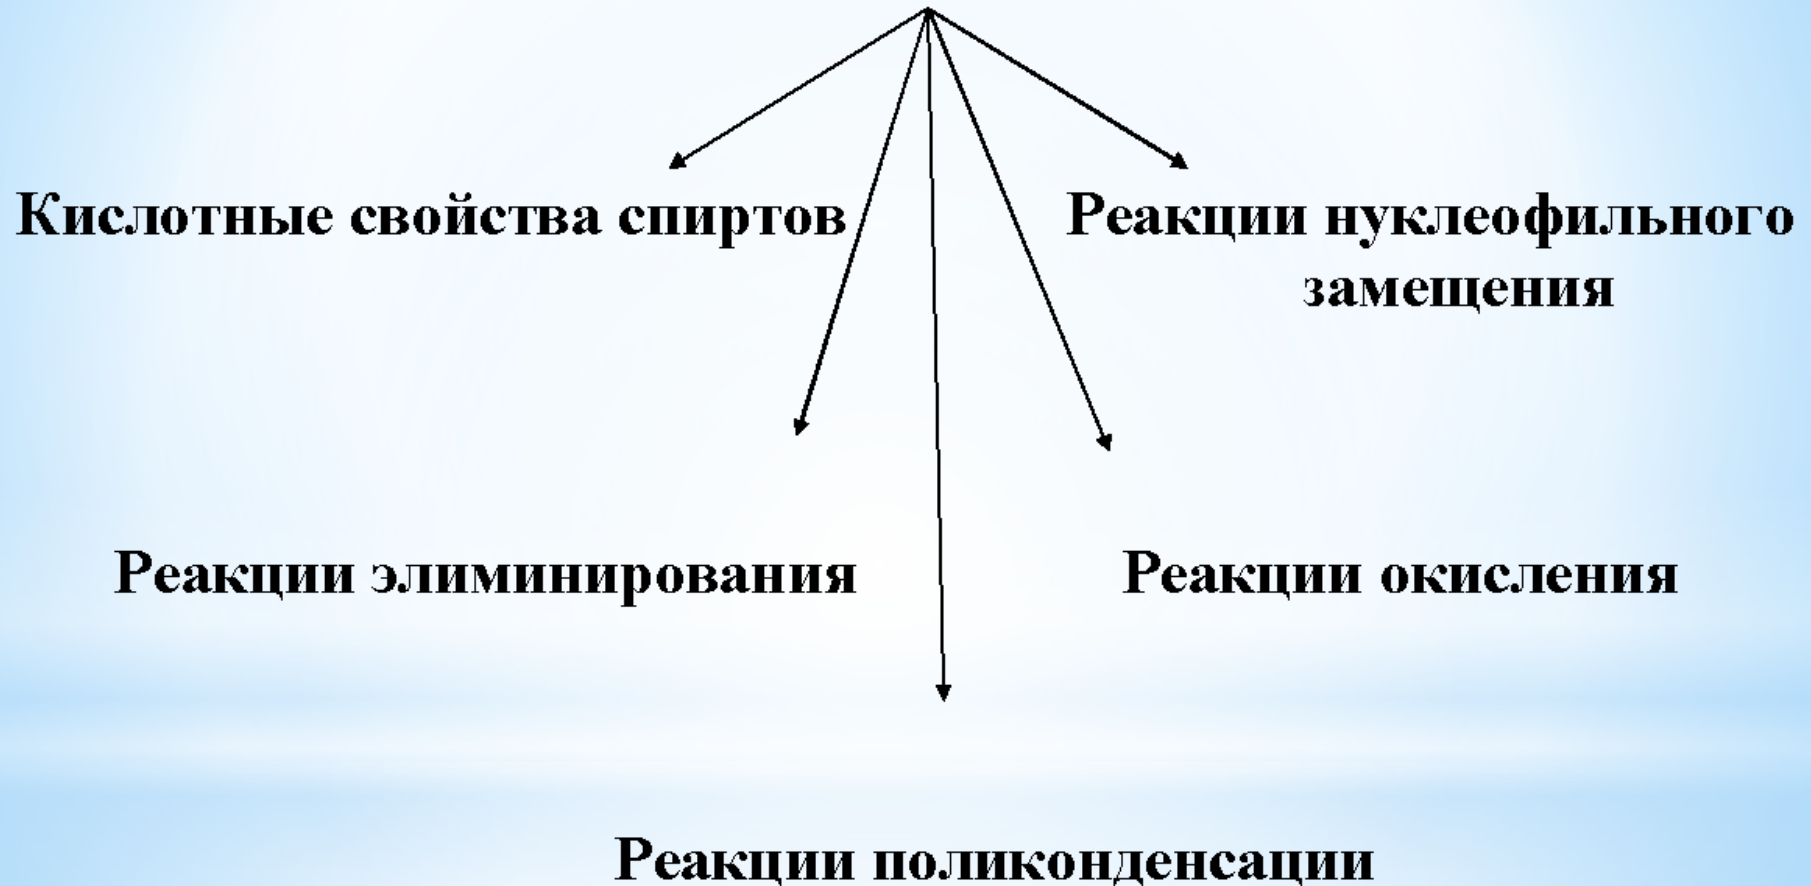 Кислотные свойства спиртов
Реакции нуклеофильного
замещения
Реакции элиминирования
Реакции окисления
Реакции поликонденсации